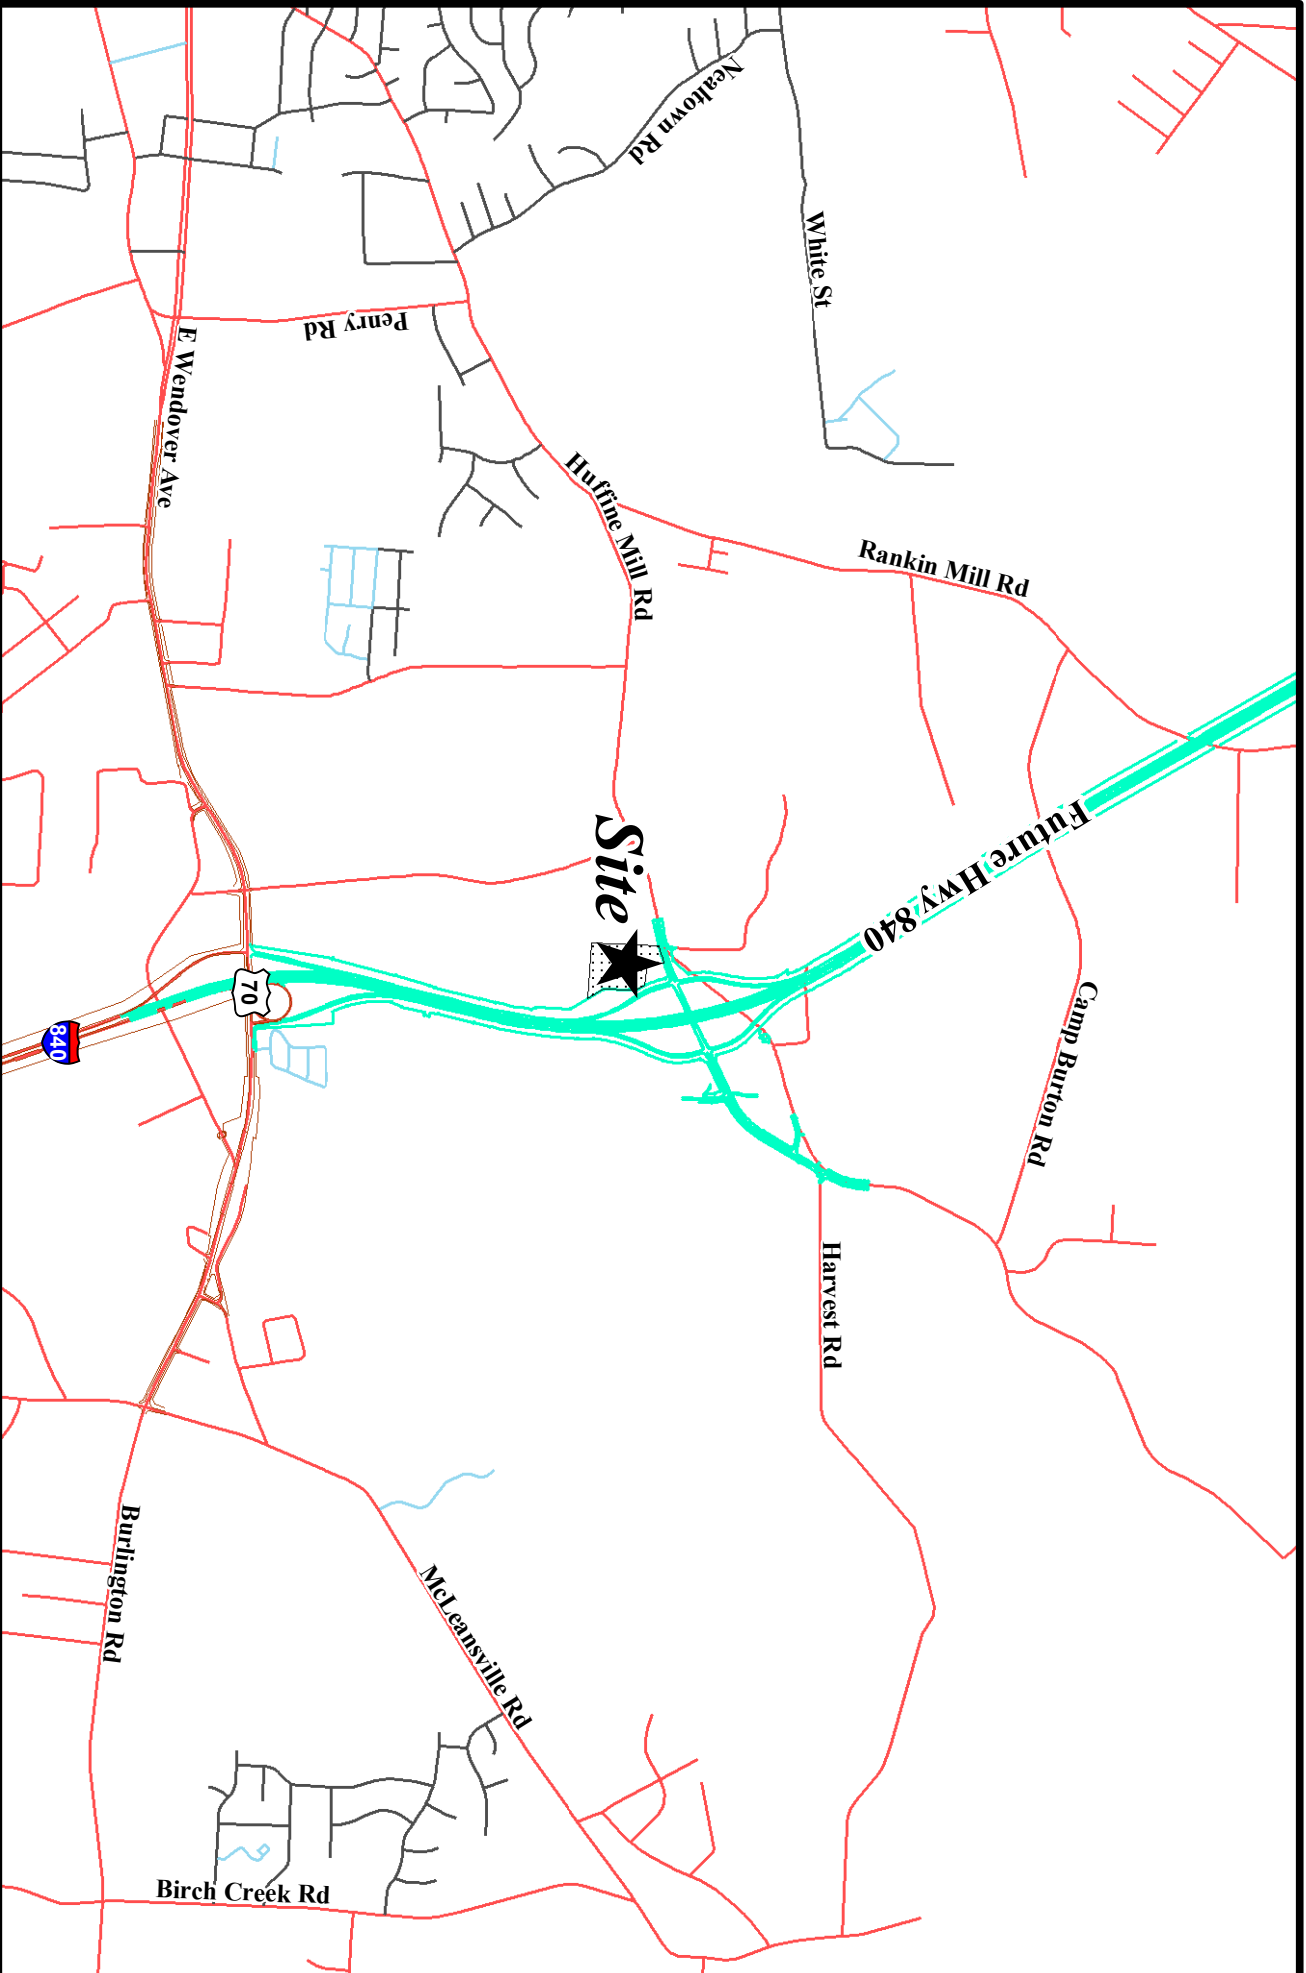 Nealtown Rd
White St
Penry Rd
E Wendover Ave
Huffine Mill Rd
Rankin Mill Rd
Site
Future Hwy 840
70
840
Camp Burton Rd
Harvest Rd
Burlington Rd
McLeansville Rd
Birch Creek Rd